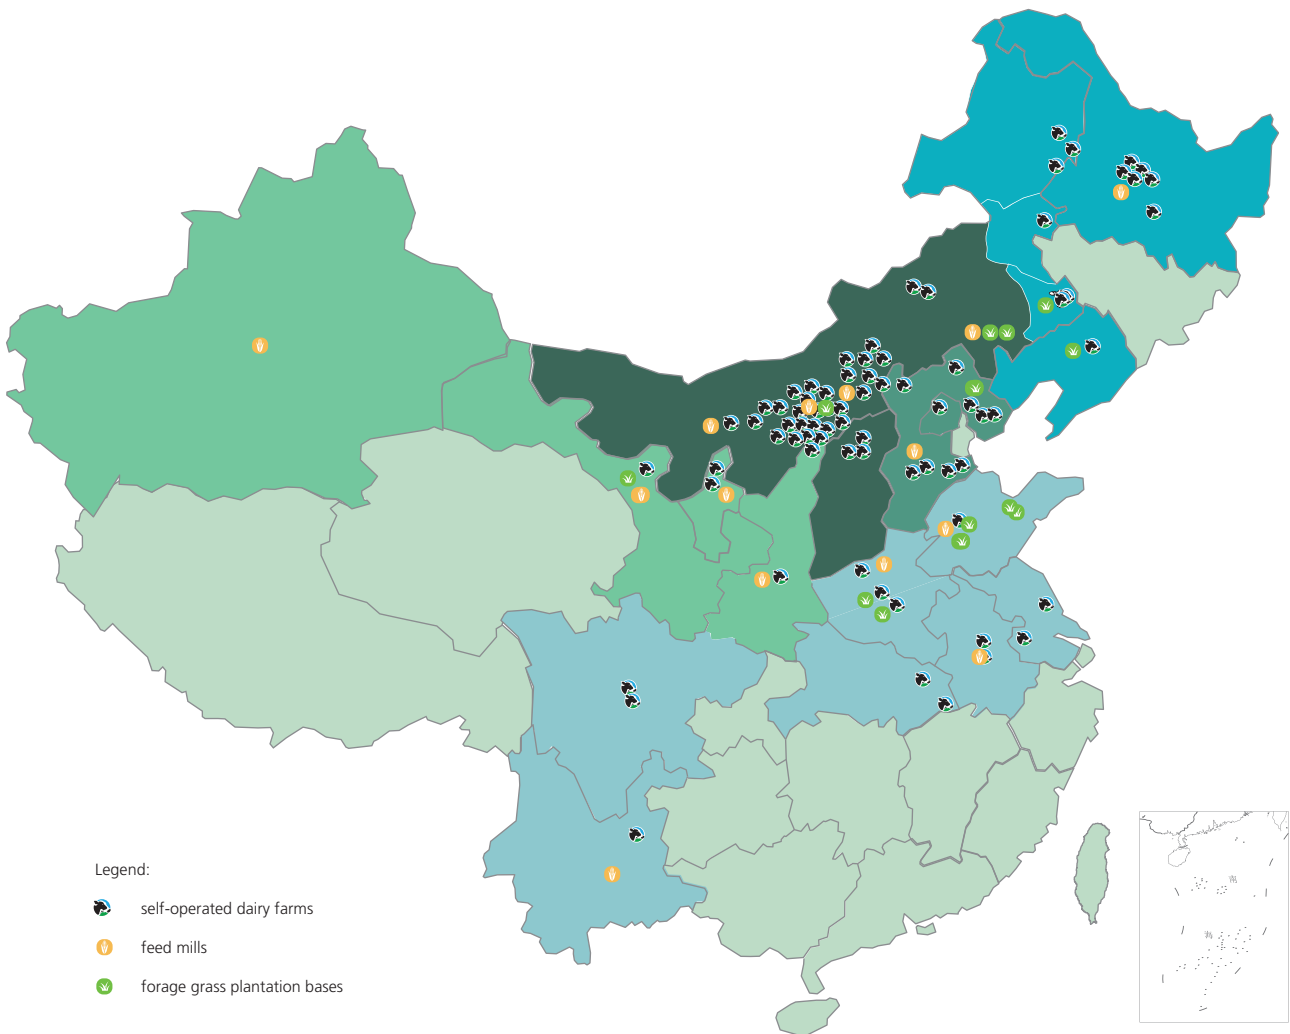 Legend:
self-operated dairy farms
feed mills
forage grass plantation bases